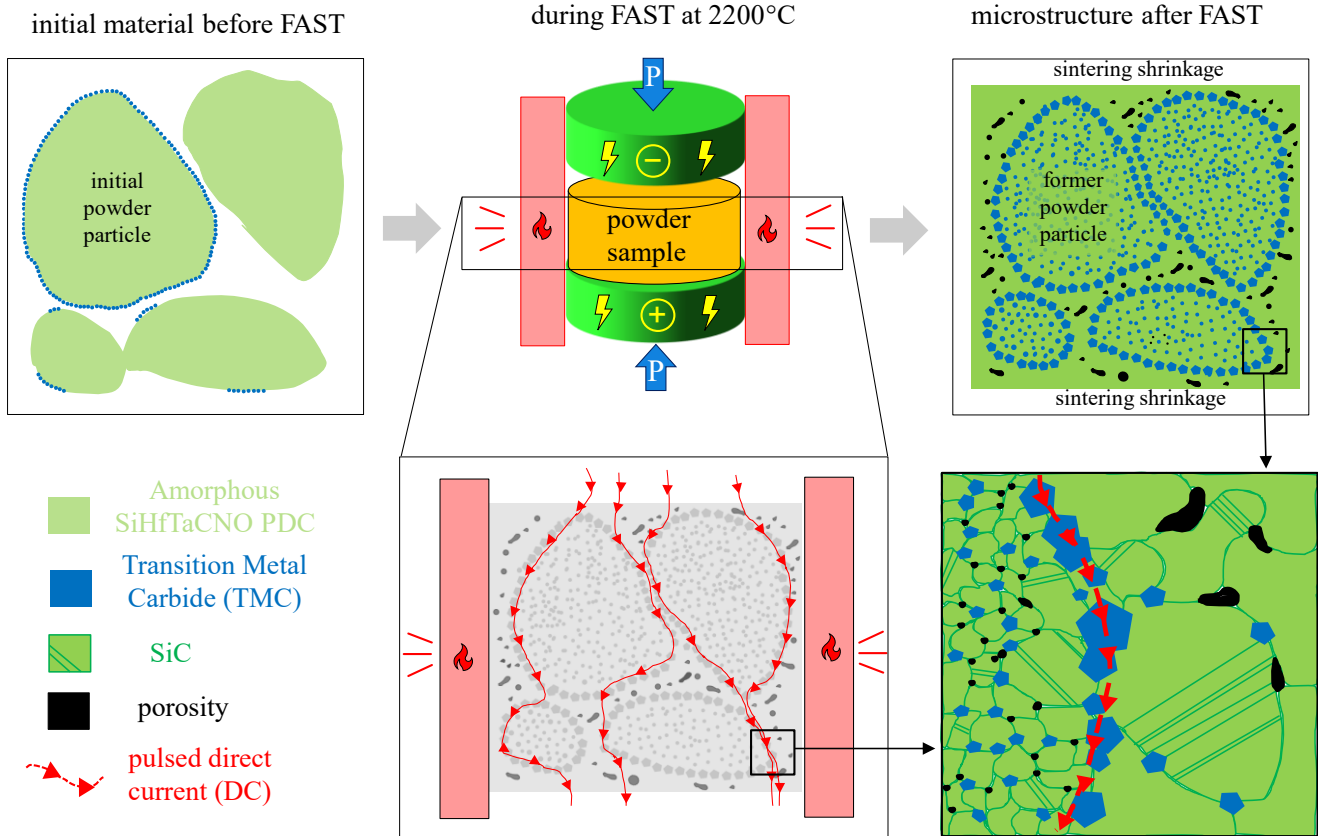 initial material before FAST
during FAST at 2200°C
microstructure after FAST
initial
powder
particle
P
−
powder
sample
+
P
sintering shrinkage
former
powder
particle
sintering shrinkage
Amorphous
SiHfTaCNO PDC
Transition Metal
Carbide (TMC)
SiC
porosity
pulsed direct
current (DC)